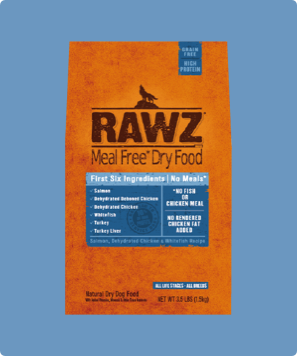 GRAIN
FREE
HIGH
PROTEIN
RAWZ
Meal Free* Dry Food
First Six Ingredients | No Meals*
- Salmon
- Dehydrated Deboned Chicken
- Dehydrated Chicken
- Whitefish
- Turkey
- Turkey Liver
*NO FISH
OR
CHICKEN MEAL
NO RENDERED
CHICKEN FAT
ADDED
Salmon, Dehydrated Chicken & Whitefish Recipe
ALL LIFE STAGES - ALL BREEDS
Natural Dry Dog Food
NET WT 3.5 LBS (1.5kg)